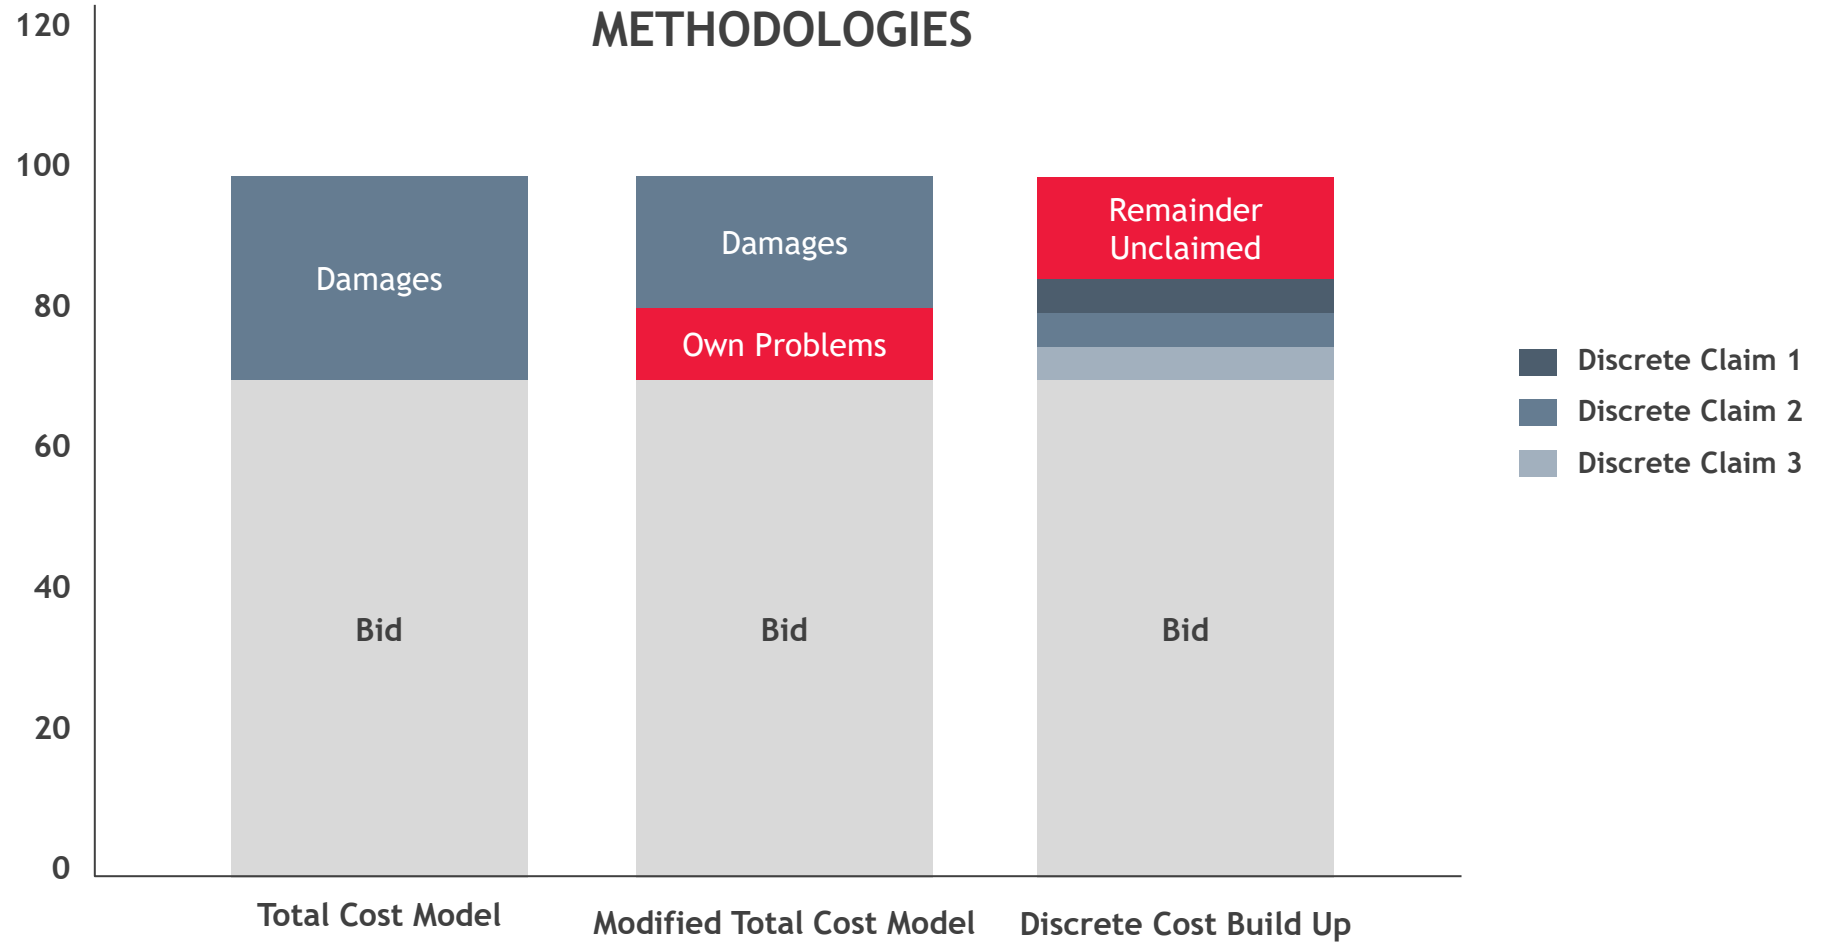 METHODOLOGIES
120
100
80
60
40
20
0
Damages
Bid
Damages
Own Problems
Bid
Remainder
Unclaimed
Bid
Total Cost Model
Modified Total Cost Model
Discrete Cost Build Up
Discrete Claim 1
Discrete Claim 2
Discrete Claim 3